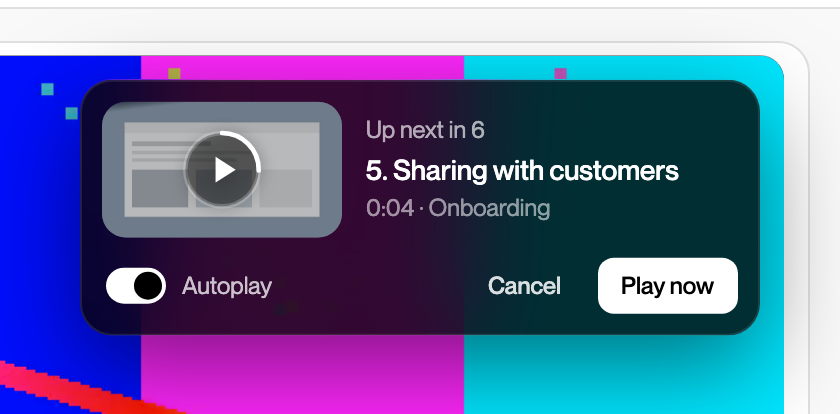 Up next in 6
5. Sharing with customers
0:04 · Onboarding
Autoplay
Cancel
Play now